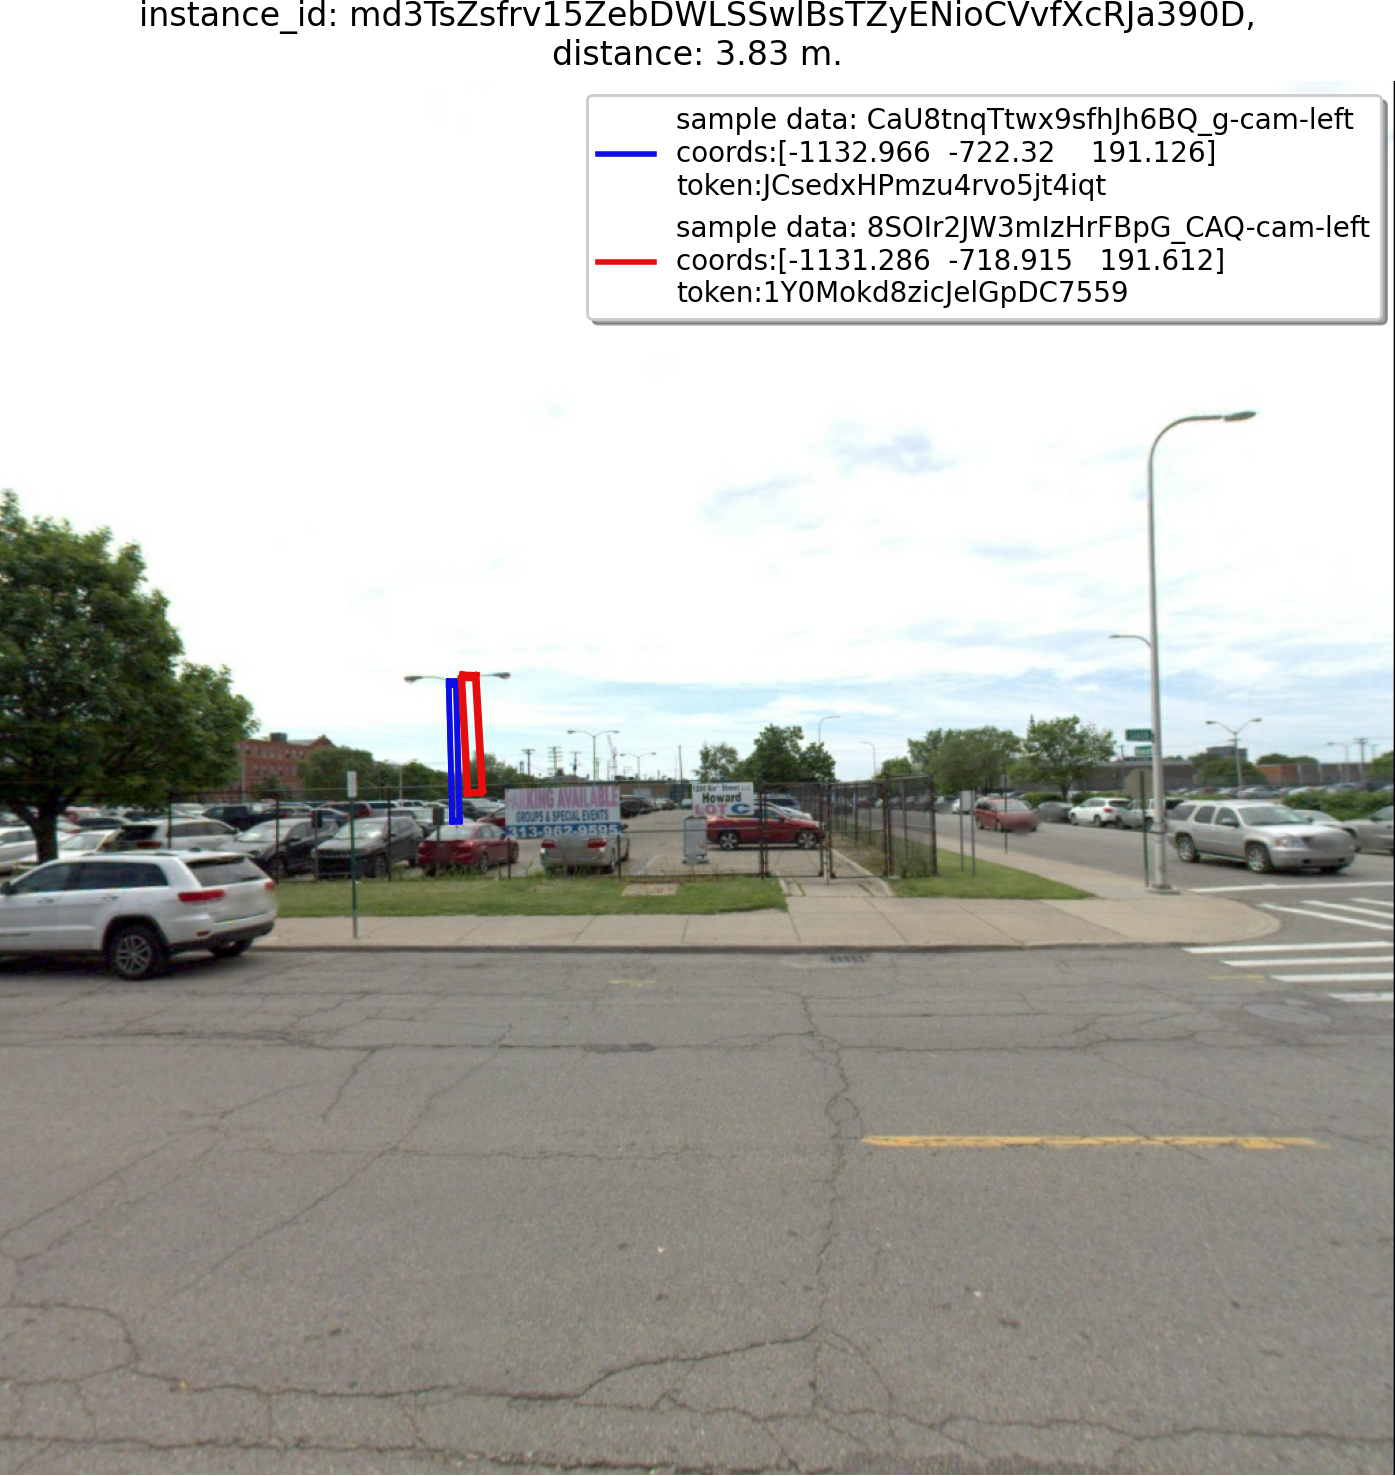 instance_id: md3TsZsfrv15ZebDWLSSwlBsTZyENioCVvfXcRJa390D,
distance: 3.83 m.
sample data: CaU8tnqTtwx9sfhJh6BQ_g-cam-left
coords:[-1132.966 -722.32 191.126]
token:JCsedxHPmzu4rvo5jt4iqt
sample data: 8SOIr2JW3mIzHrFBpG_CAQ-cam-left
coords:[-1131.286 -718.915 191.612]
token:1Y0Mokd8zicJelGpDC7559
PARKING AVAILABLE
GROUPS & SPECIAL EVENTS
313-962-9595
Howard
LOT C